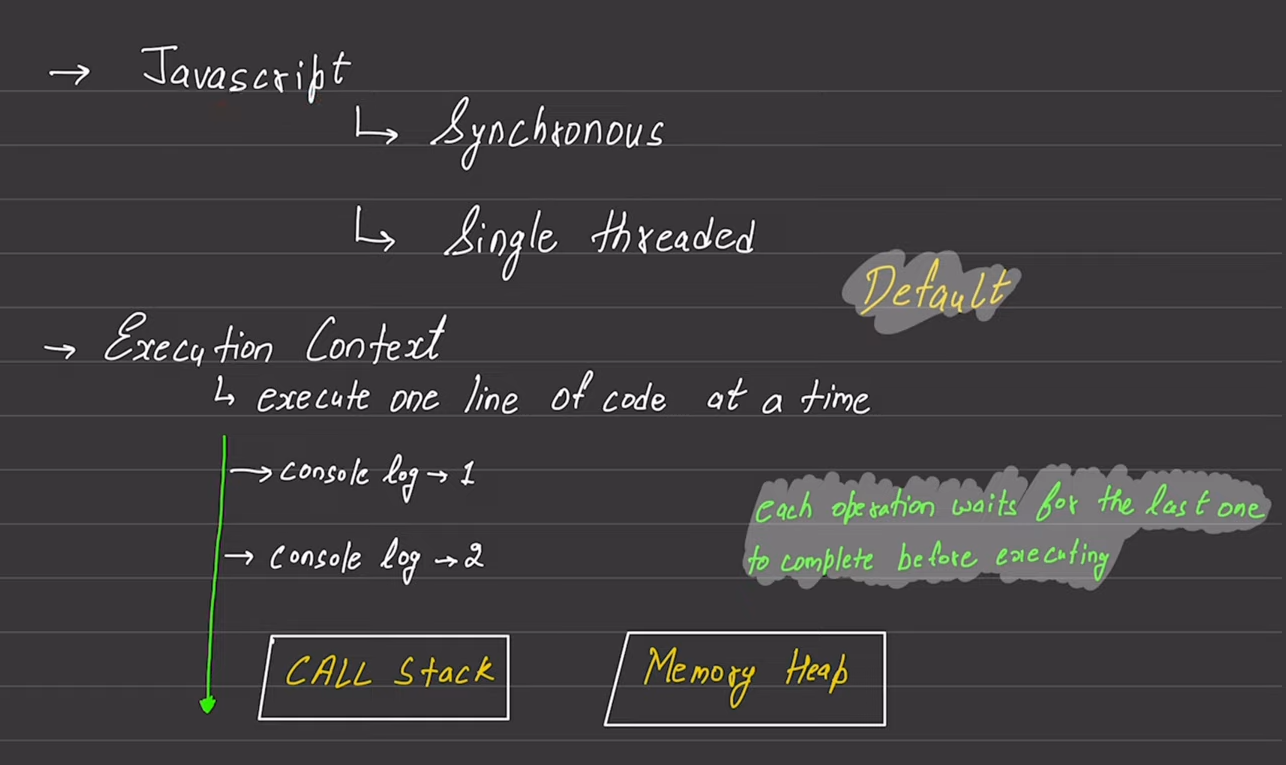 → Javascript
↳ Synchronous
↳ Single threaded
Default
→ Execution Context
↳ execute one line of code at a time
→ console log → 1
each operation waits for the last one
→ console log → 2
to complete before executing
CALL Stack
Memory Heap